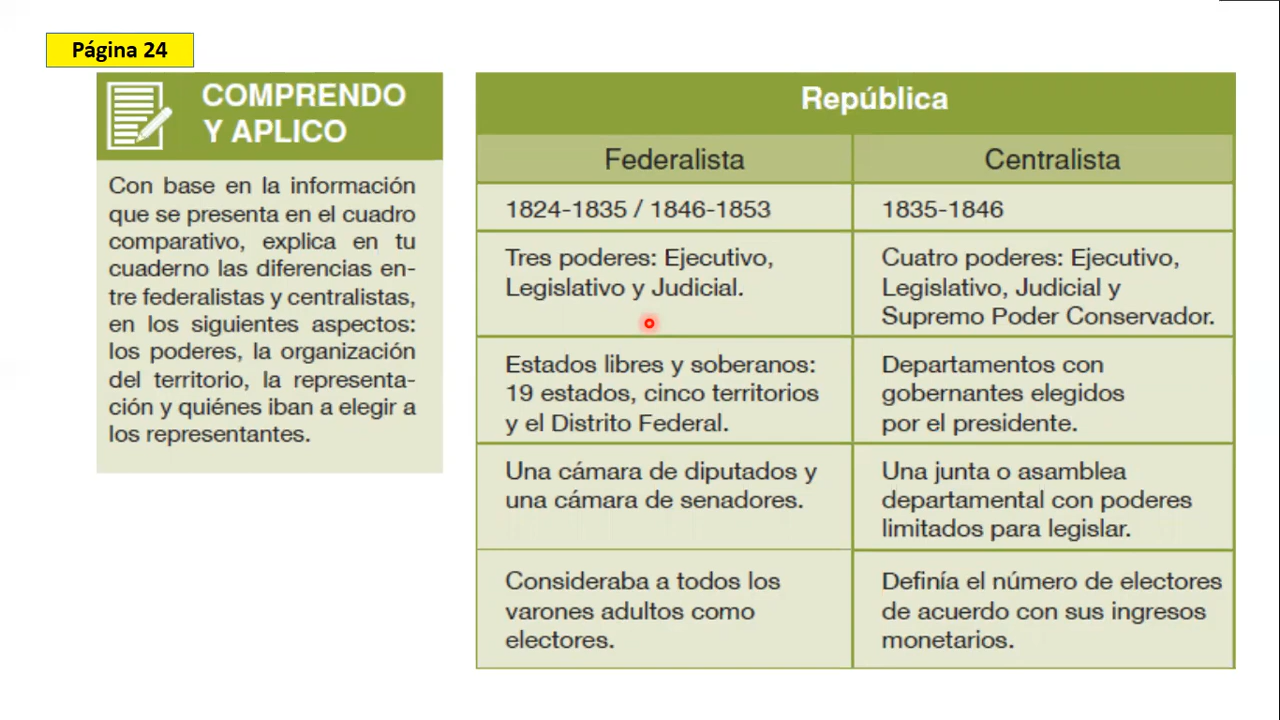 Página 24
COMPRENDO
Y APLICO
Con base en la información
que se presenta en el cuadro
comparativo, explica en tu
cuaderno las diferencias en-
tre federalistas y centralistas,
en los siguientes aspectos:
los poderes, la organización
del territorio, la representa-
ción y quiénes iban a elegir a
los representantes.
República
Federalista
Centralista
1824-1835 / 1846-1853
1835-1846
Tres poderes: Ejecutivo,
Legislativo y Judicial.
Cuatro poderes: Ejecutivo,
Legislativo, Judicial y
Supremo Poder Conservador.
Estados libres y soberanos:
19 estados, cinco territorios
y el Distrito Federal.
Departamentos con
gobernantes elegidos
por el presidente.
Una cámara de diputados y
una cámara de senadores.
Una junta o asamblea
departamental con poderes
limitados para legislar.
Consideraba a todos los
varones adultos como
electores.
Definía el número de electores
de acuerdo con sus ingresos
monetarios.